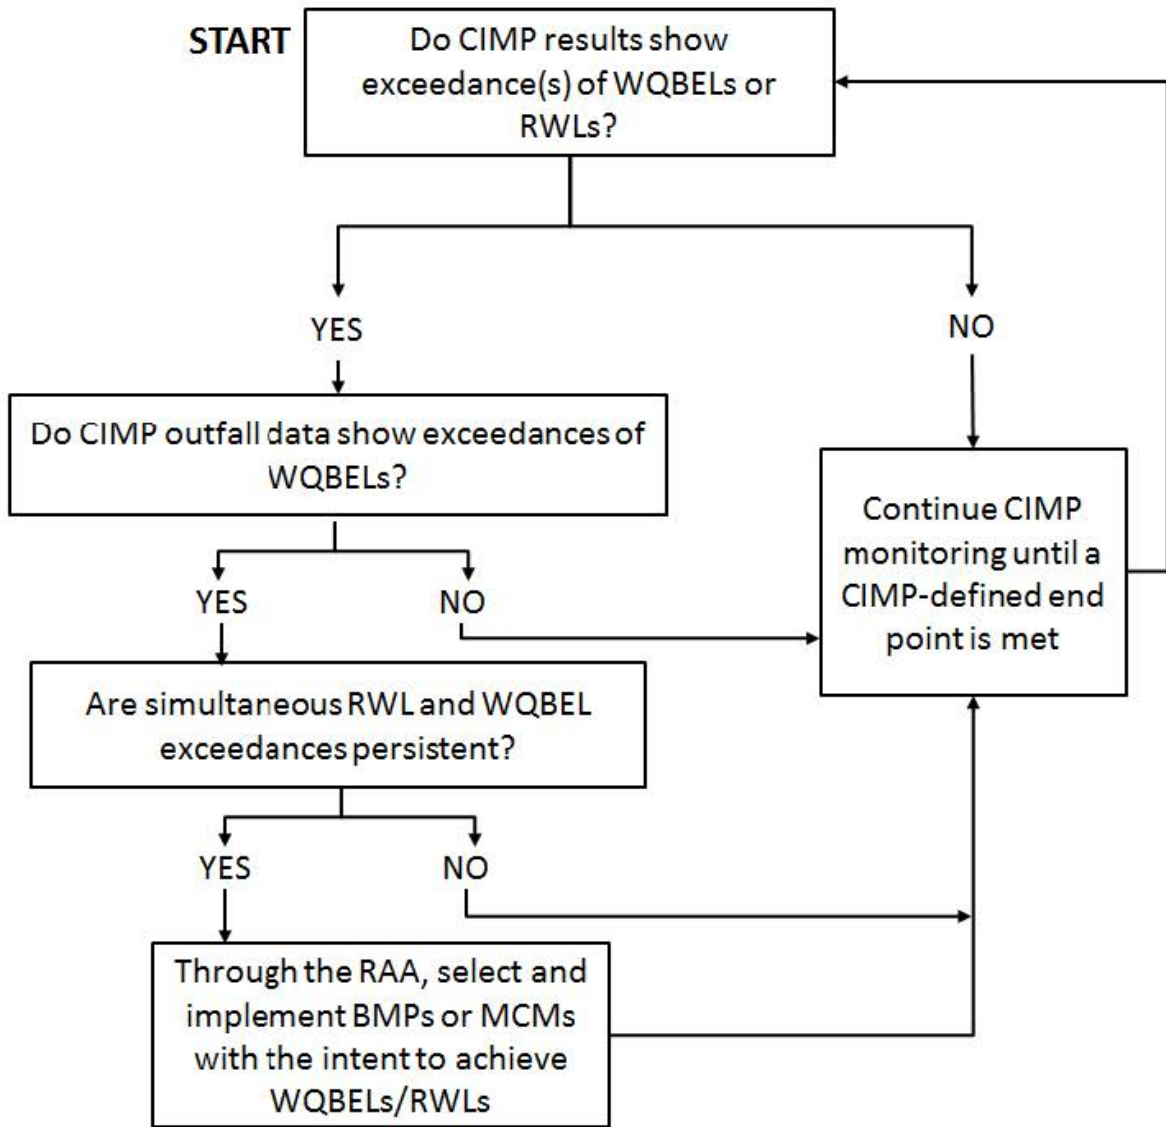 START
Do CIMP results show
exceedance(s) of WQBELs or
RWLs?
YES
NO
Do CIMP outfall data show exceedances of
WQBELs?
Continue CIMP
monitoring until a
CIMP-defined end
point is met
YES
NO
Are simultaneous RWL and WQBEL
exceedances persistent?
YES
NO
Through the RAA, select and
implement BMPs or MCMs
with the intent to achieve
WQBELs/RWLs